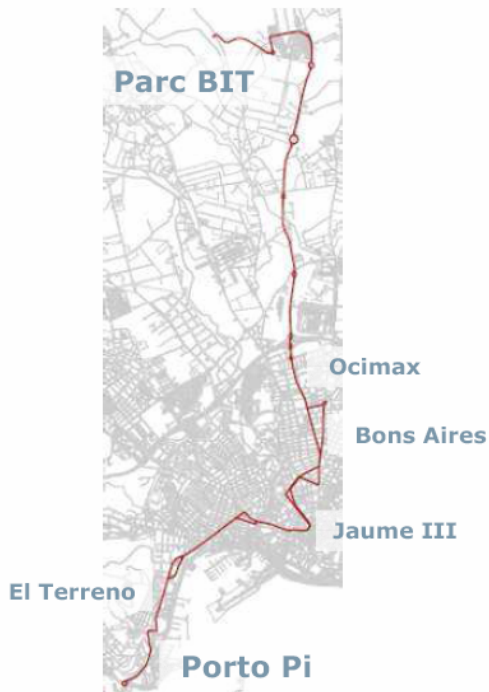 Parc BIT
Ocimax
Bons Aires
Jaume III
El Terreno
Porto Pi